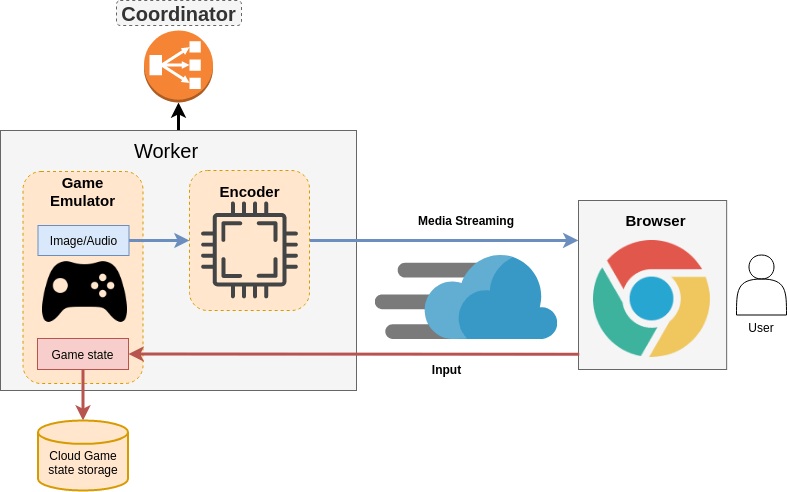 Coordinator
Worker
Game
Emulator
Encoder
Image/Audio
Game state
Media Streaming
Input
Browser
User
Cloud Game
state storage